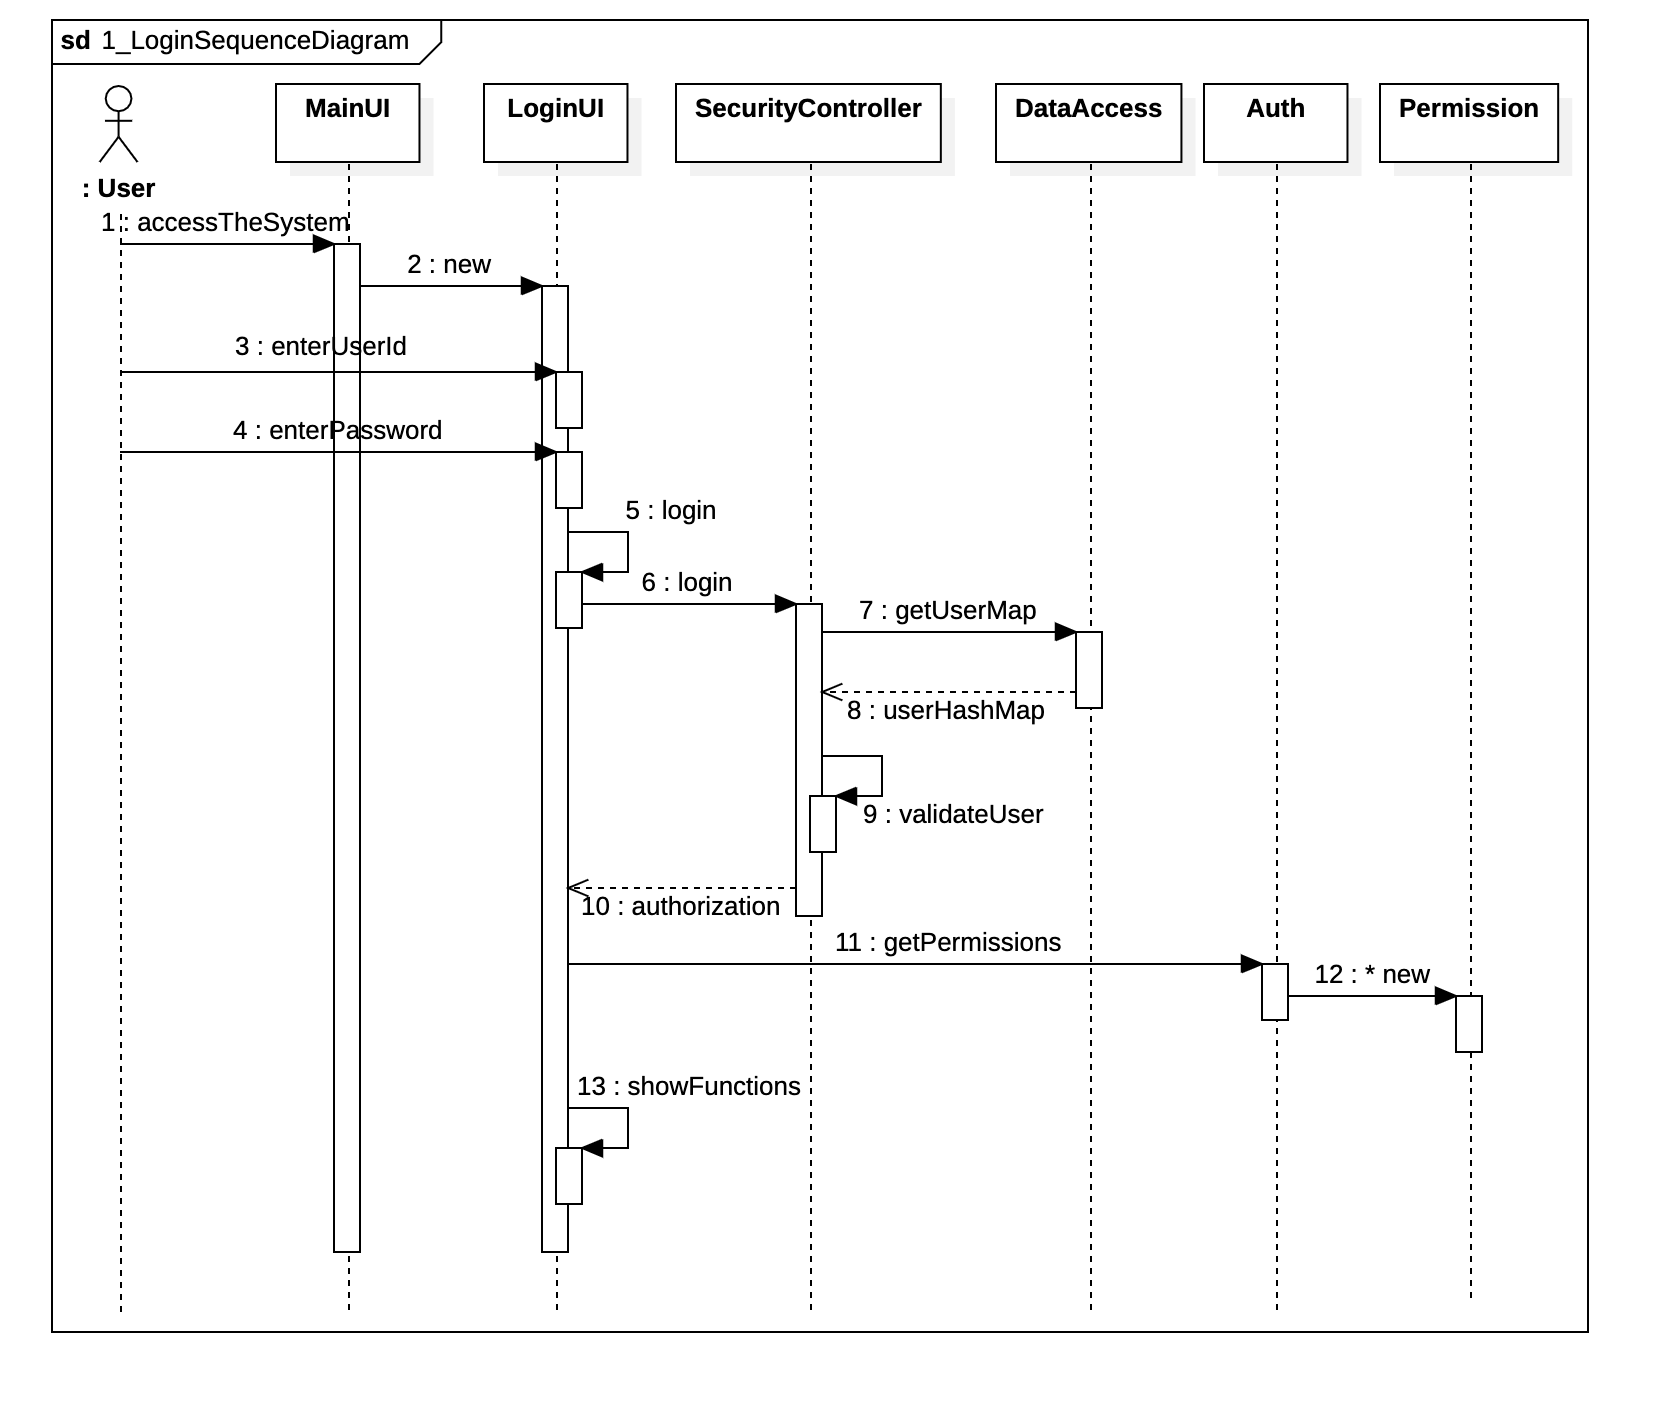 sd 1_LoginSequenceDiagram
MainUI
LoginUI
SecurityController
DataAccess
Auth
Permission
: User
1 : accessTheSystem
2 : new
3 : enterUserId
4 : enterPassword
5 : login
6 : login
7 : getUserMap
8 : userHashMap
9 : validateUser
10 : authorization
11 : getPermissions
12 : * new
13 : showFunctions